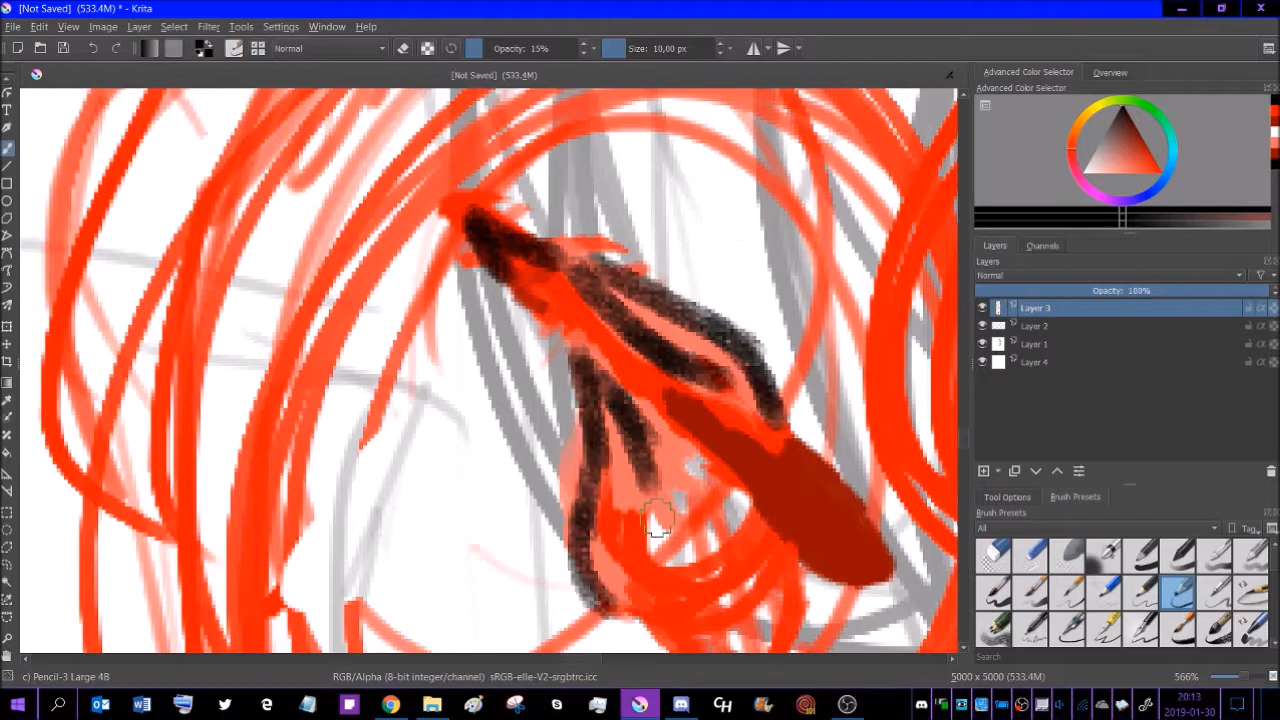 [Not Saved] (533.4M) * - Krita
File Edit View Image Layer Select Filter Tools Settings Window Help
Normal Opacity: 15% Size: 10,00 px
[Not Saved] (533.4M)
Advanced Color Selector Overview
Advanced Color Selector
Layers Channels
Layers
Normal
Opacity: 100%
Layer 3
Layer 2
Layer 1
Layer 4
Tool Options Brush Presets
Brush Presets
All Tag
Search
c) Pencil-3 Large 4B RGB/Alpha (8-bit integer/channel) sRGB-elle-V2-srgbtrc.icc 5000 x 5000 (533.4M) 566%
20:13
2019-01-30